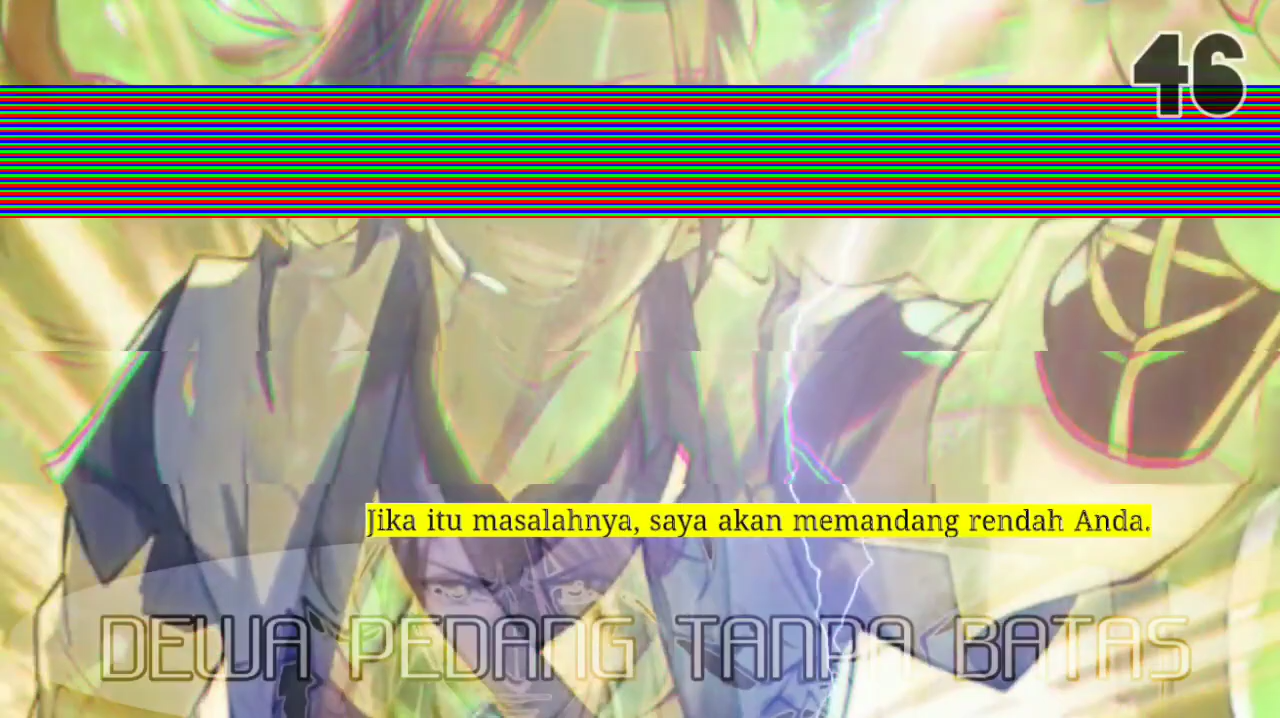 46
Jika itu masalahnya, saya akan memandang rendah Anda.
DEWA PEDANG TANPA BATAS